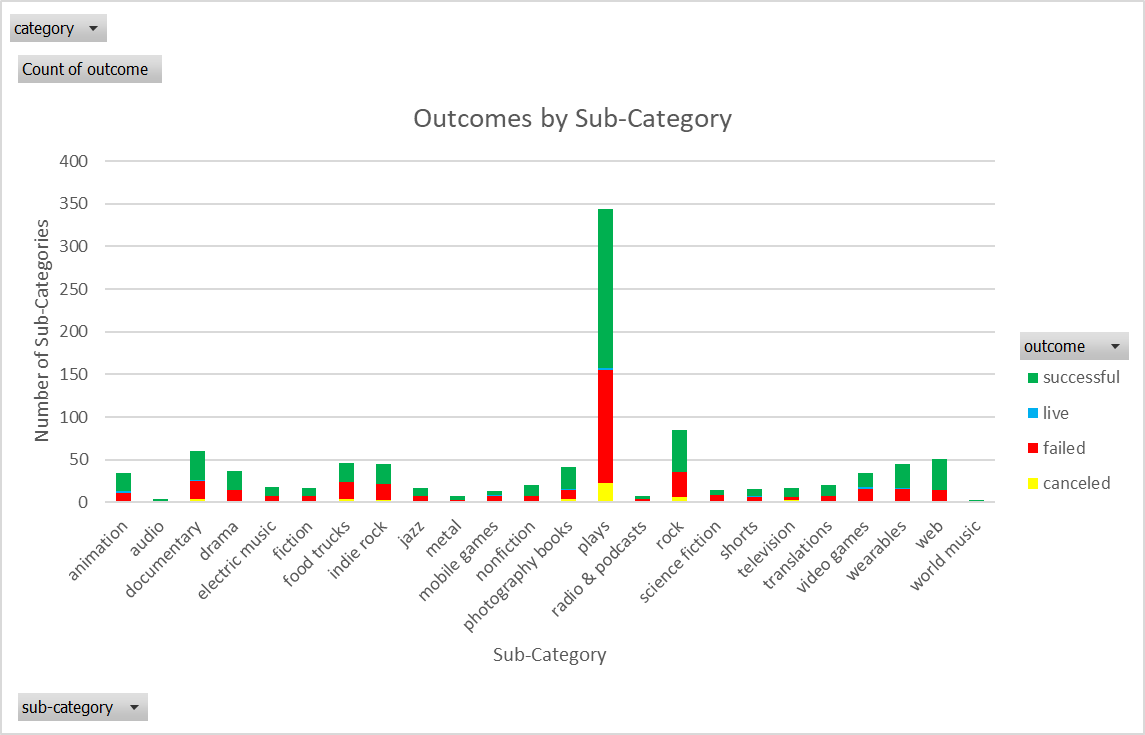 category
Count of outcome
Outcomes by Sub-Category
Number of Sub-Categories
400
350
300
250
200
150
100
50
0
animation
audio
documentary
drama
electric music
fiction
food trucks
indie rock
jazz
metal
mobile games
nonfiction
photography books
plays
radio & podcasts
rock
science fiction
shorts
television
translations
video games
wearables
web
world music
Sub-Category
outcome
successful
live
failed
canceled
sub-category